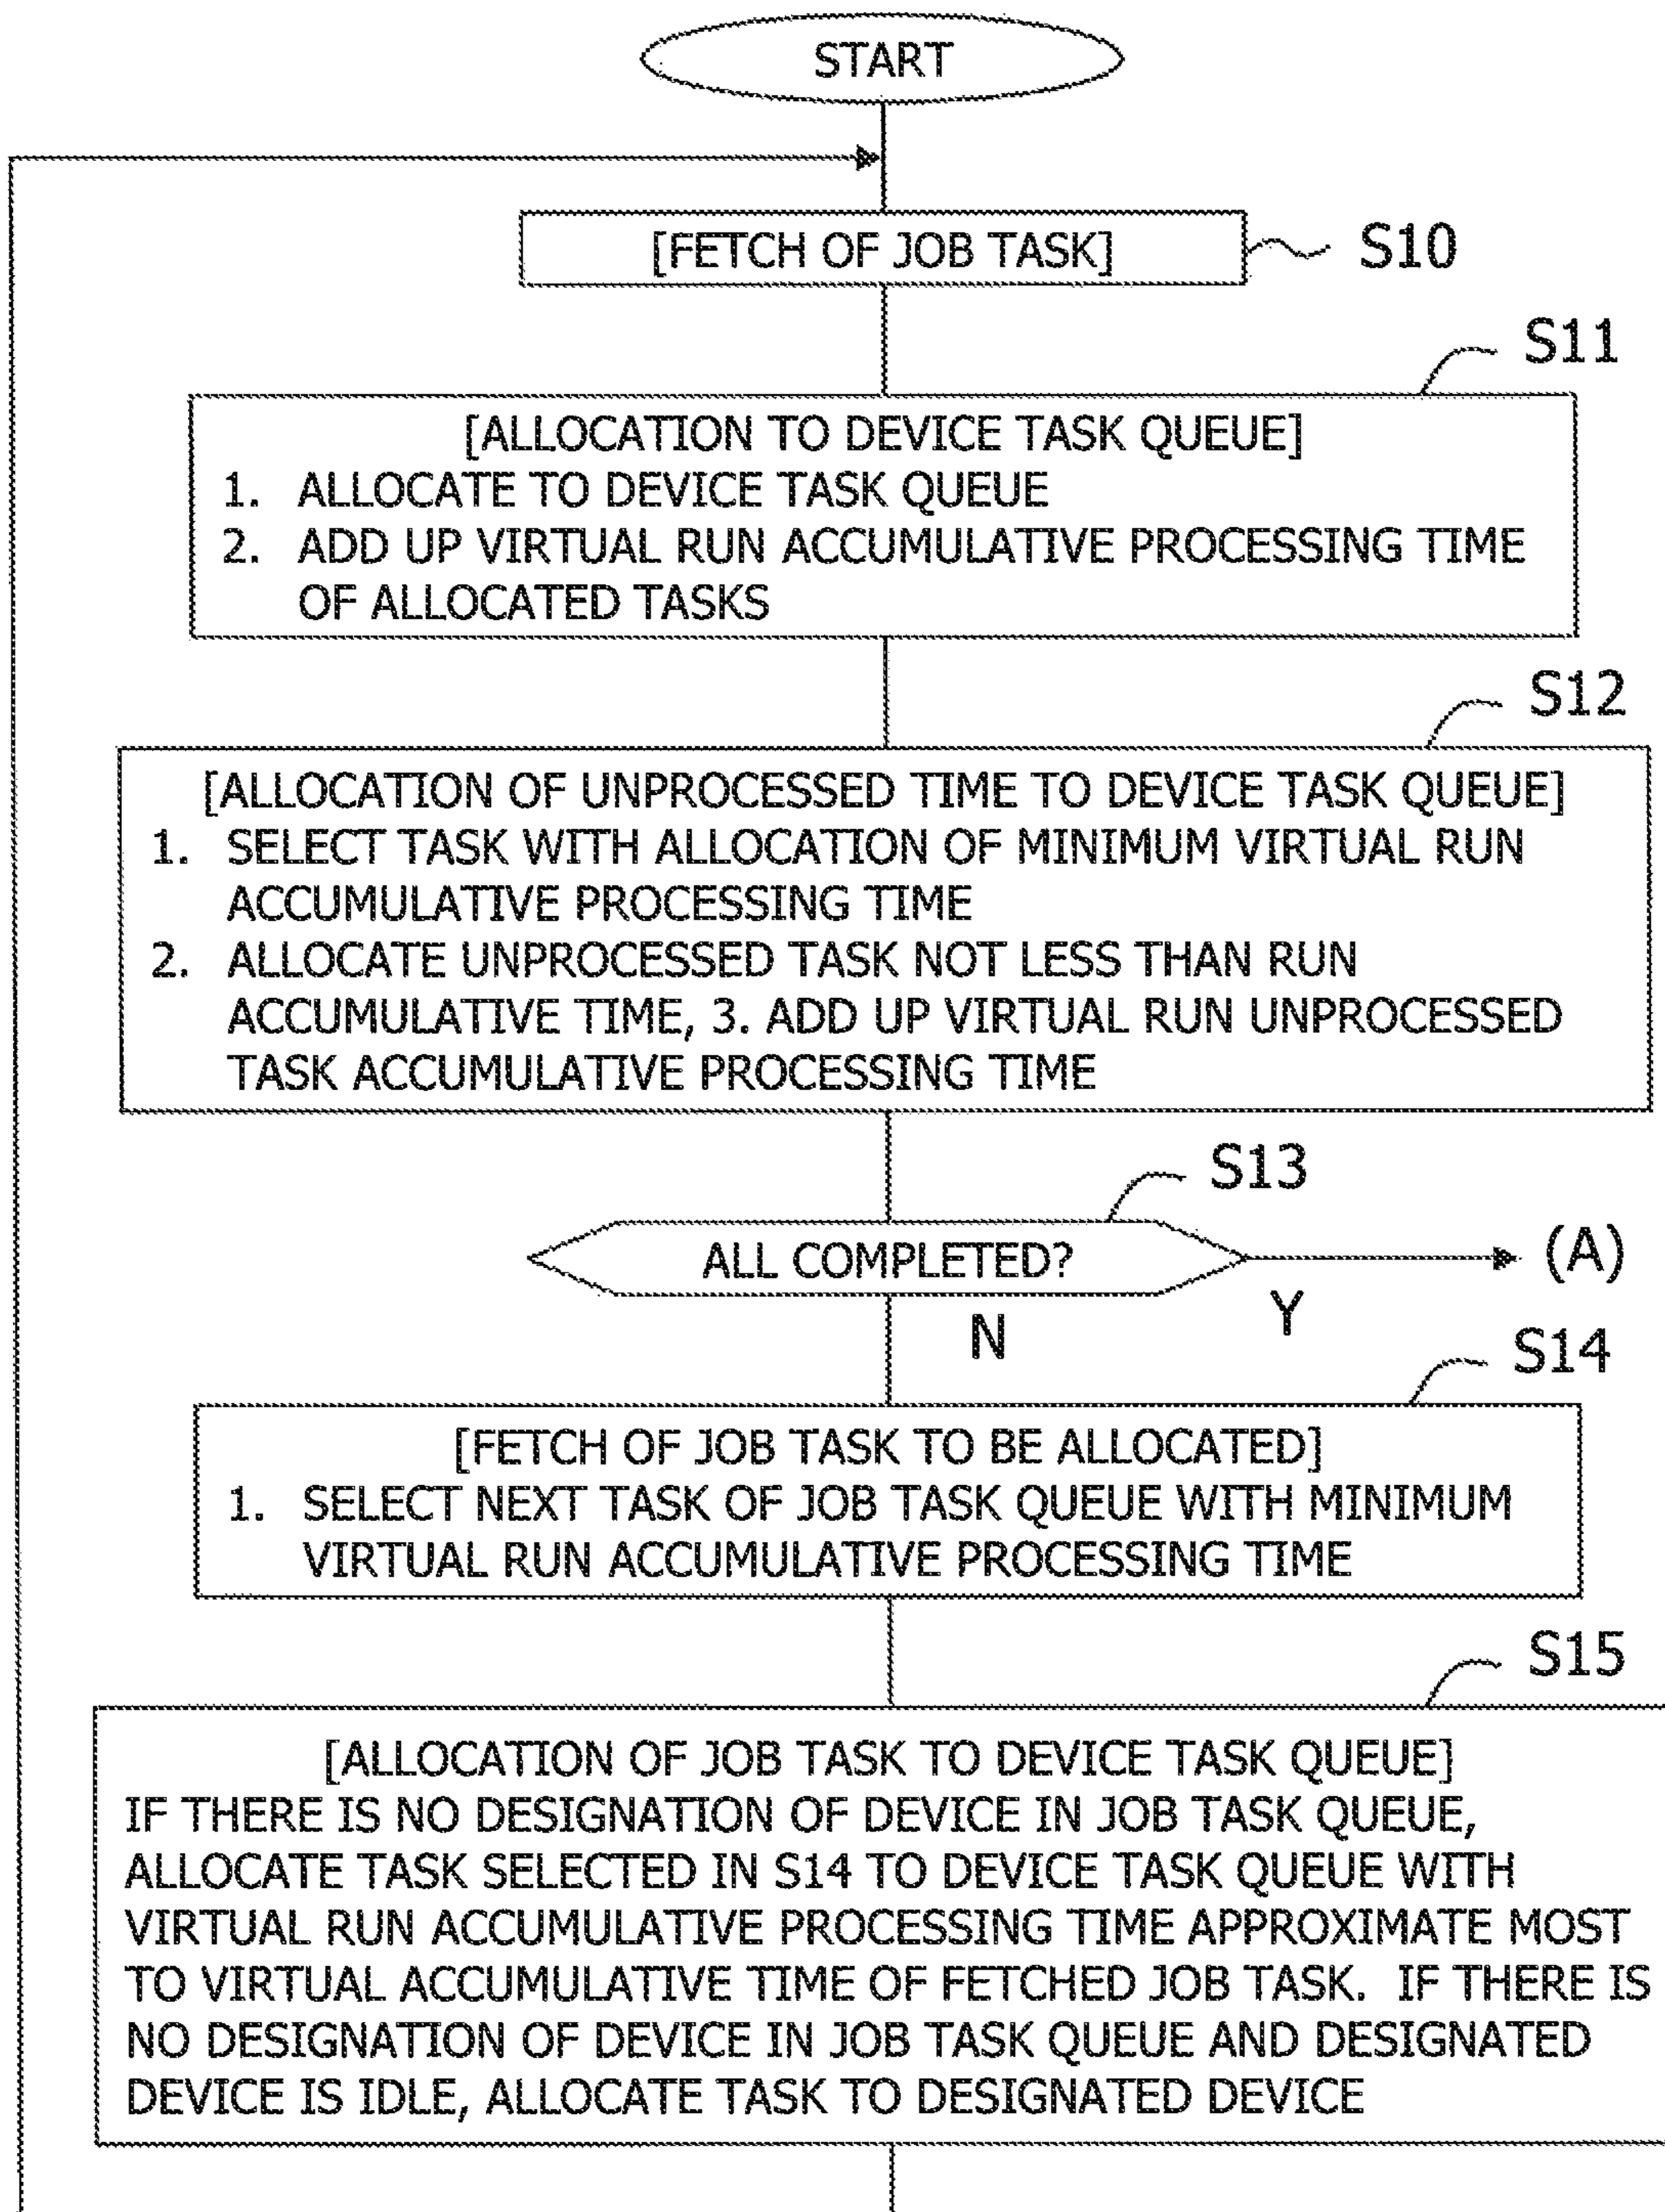 START
[FETCH OF JOB TASK]
S10
S11
[ALLOCATION TO DEVICE TASK QUEUE]
1. ALLOCATE TO DEVICE TASK QUEUE
2. ADD UP VIRTUAL RUN ACCUMULATIVE PROCESSING TIME
OF ALLOCATED TASKS
S12
[ALLOCATION OF UNPROCESSED TIME TO DEVICE TASK QUEUE]
1. SELECT TASK WITH ALLOCATION OF MINIMUM VIRTUAL RUN
ACCUMULATIVE PROCESSING TIME
2. ALLOCATE UNPROCESSED TASK NOT LESS THAN RUN
ACCUMULATIVE TIME, 3. ADD UP VIRTUAL RUN UNPROCESSED
TASK ACCUMULATIVE PROCESSING TIME
S13
ALL COMPLETED?
(A)
N
Y
S14
[FETCH OF JOB TASK TO BE ALLOCATED]
1. SELECT NEXT TASK OF JOB TASK QUEUE WITH MINIMUM
VIRTUAL RUN ACCUMULATIVE PROCESSING TIME
S15
[ALLOCATION OF JOB TASK TO DEVICE TASK QUEUE]
IF THERE IS NO DESIGNATION OF DEVICE IN JOB TASK QUEUE,
ALLOCATE TASK SELECTED IN S14 TO DEVICE TASK QUEUE WITH
VIRTUAL RUN ACCUMULATIVE PROCESSING TIME APPROXIMATE MOST
TO VIRTUAL ACCUMULATIVE TIME OF FETCHED JOB TASK. IF THERE IS
NO DESIGNATION OF DEVICE IN JOB TASK QUEUE AND DESIGNATED
DEVICE IS IDLE, ALLOCATE TASK TO DESIGNATED DEVICE